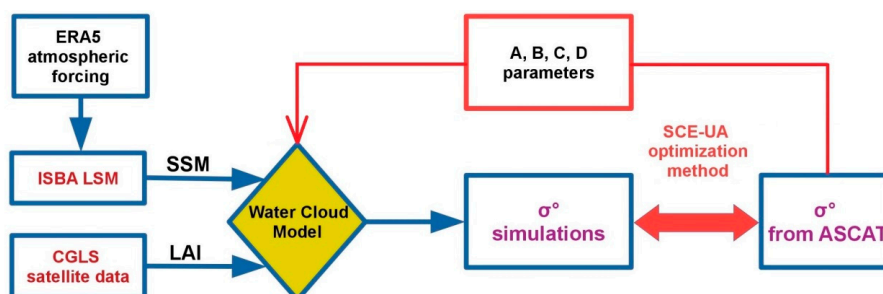 ERA5
atmospheric
forcing
A, B, C, D
parameters
SCE-UA
optimization
method
ISBA LSM
SSM
Water Cloud
Model
σ°
simulations
σ°
from ASCAT
CGLS
satellite data
LAI